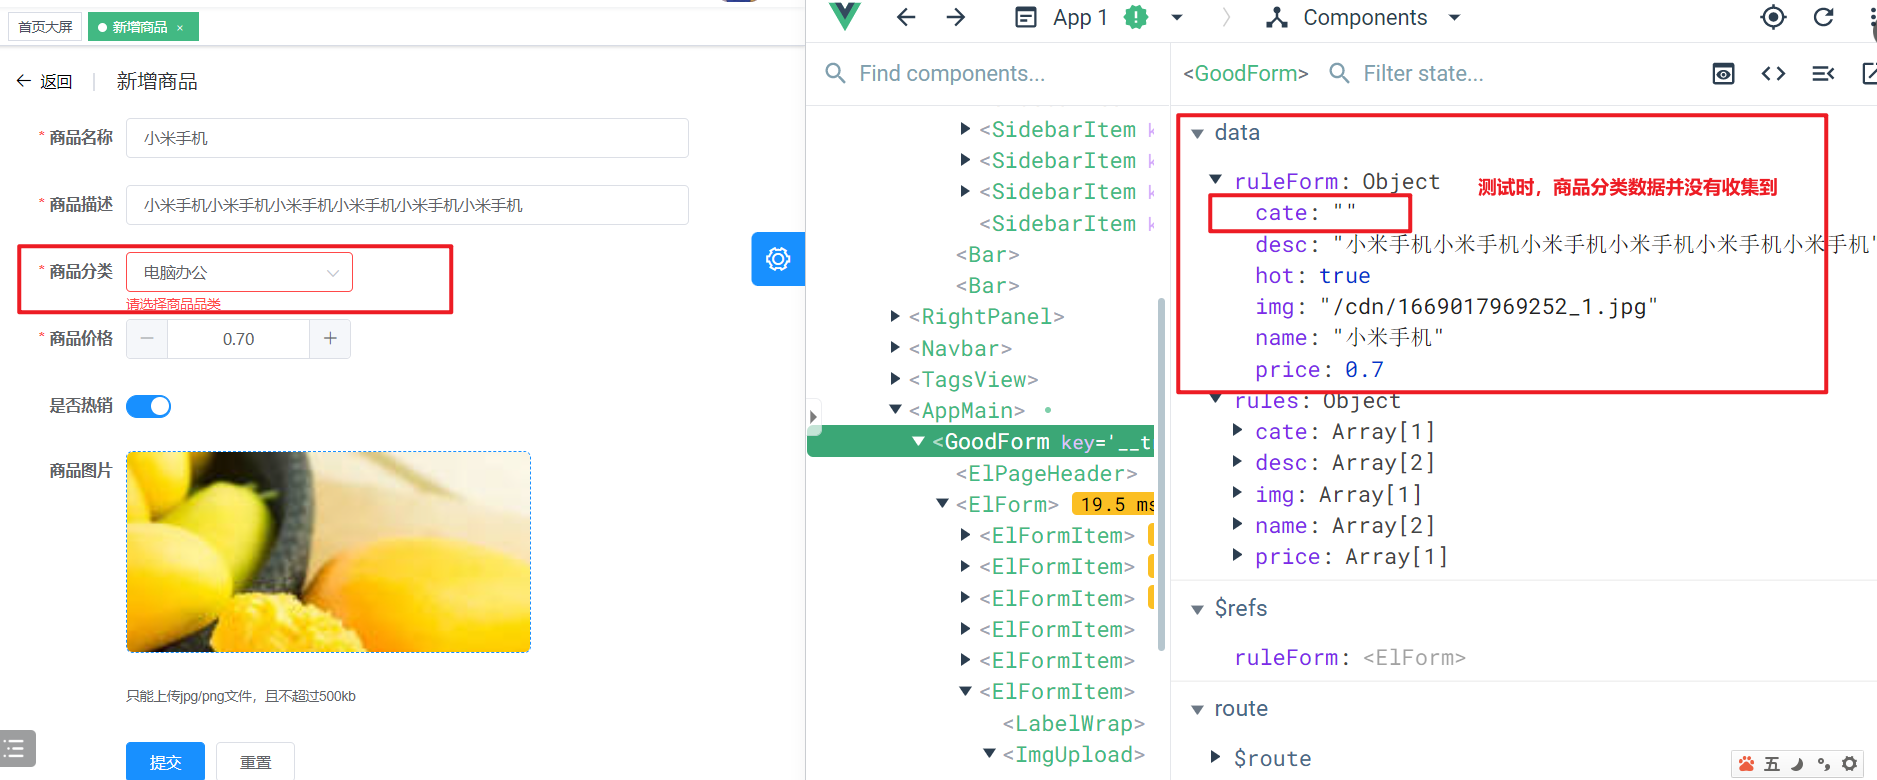 首页大屏
新增商品 ×
返回
新增商品
* 商品名称
小米手机
* 商品描述
小米手机小米手机小米手机小米手机小米手机小米手机
* 商品分类
电脑办公
请选择商品品类
* 商品价格
0.70
是否热销
商品图片
只能上传jpg/png文件，且不超过500kb
提交
重置
App 1
Components
Find components...
<SidebarItem k
<SidebarItem k
<SidebarItem k
<SidebarItem k
<Bar>
<Bar>
<RightPanel>
<Navbar>
<TagsView>
<AppMain>
<GoodForm key='__t
<ElPageHeader>
<ElForm> 19.5 ms
<ElFormItem>
<ElFormItem>
<ElFormItem>
<ElFormItem>
<ElFormItem>
<ElFormItem>
<LabelWrap>
<ImgUpload>
<GoodForm>
Filter state...
data
ruleForm: Object
测试时，商品分类数据并没有收集到
cate: ""
desc: "小米手机小米手机小米手机小米手机小米手机小米手机"
hot: true
img: "/cdn/1669017969252_1.jpg"
name: "小米手机"
price: 0.7
rules: Object
cate: Array[1]
desc: Array[2]
img: Array[1]
name: Array[2]
price: Array[1]
$refs
ruleForm: <ElForm>
route
$route
五